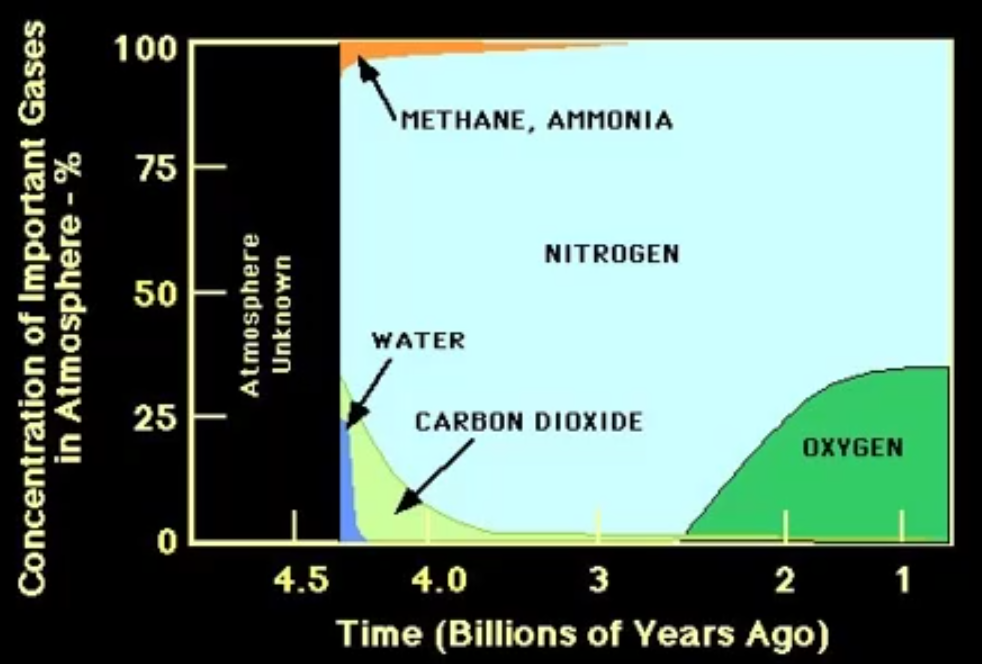 Concentration of Important Gases
in Atmosphere - %
100
75
50
25
0
Atmosphere
Unknown
METHANE, AMMONIA
NITROGEN
WATER
CARBON DIOXIDE
OXYGEN
4.5 4.0 3 2 1
Time (Billions of Years Ago)